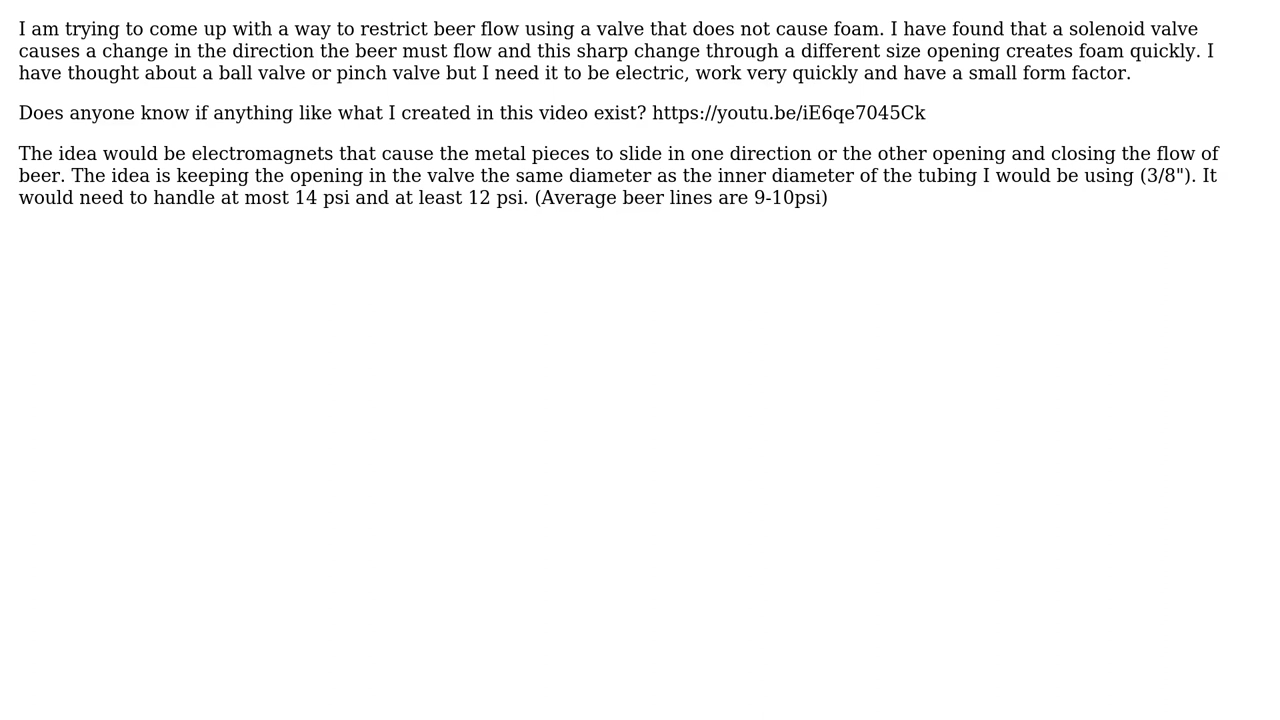 I am trying to come up with a way to restrict beer flow using a valve that does not cause foam. I have found that a solenoid valve
causes a change in the direction the beer must flow and this sharp change through a different size opening creates foam quickly. I
have thought about a ball valve or pinch valve but I need it to be electric, work very quickly and have a small form factor.
Does anyone know if anything like what I created in this video exist? https://youtu.be/iE6qe7045Ck
The idea would be electromagnets that cause the metal pieces to slide in one direction or the other opening and closing the flow of
beer. The idea is keeping the opening in the valve the same diameter as the inner diameter of the tubing I would be using (3/8"). It
would need to handle at most 14 psi and at least 12 psi. (Average beer lines are 9-10psi)